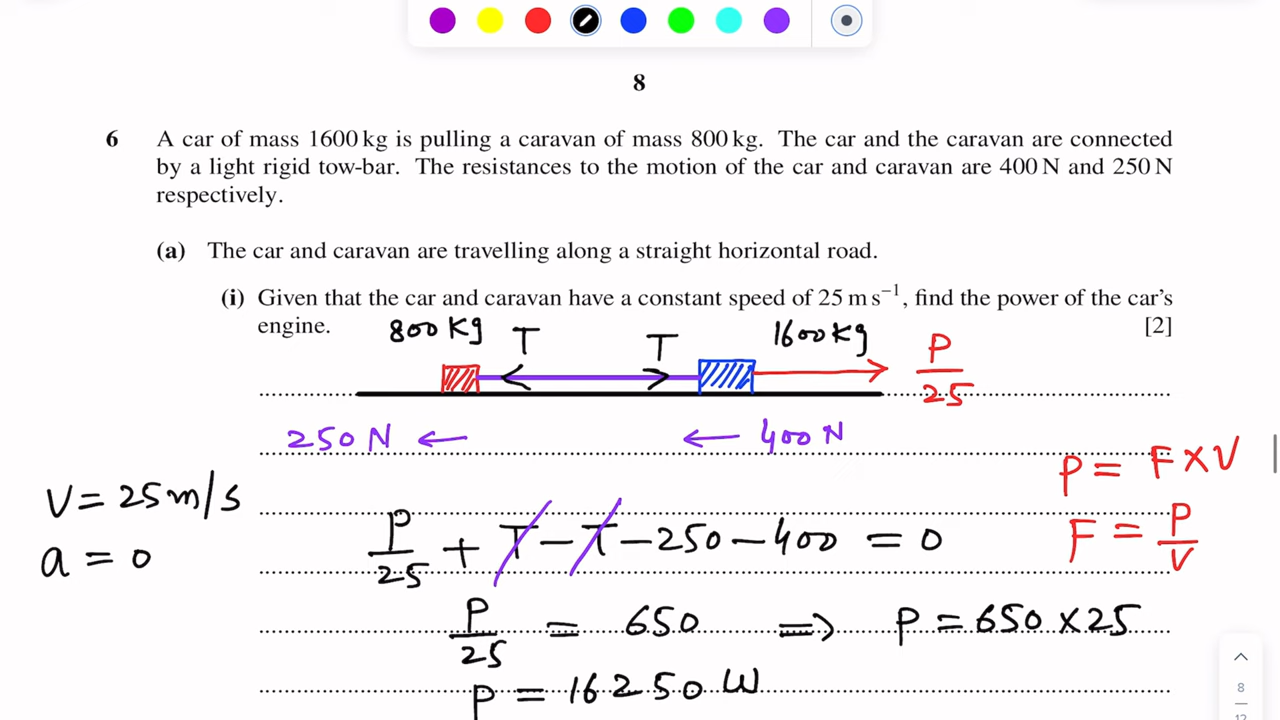 8
6 A car of mass 1600 kg is pulling a caravan of mass 800 kg. The car and the caravan are connected
by a light rigid tow-bar. The resistances to the motion of the car and caravan are 400 N and 250 N
respectively.
(a) The car and caravan are travelling along a straight horizontal road.
(i) Given that the car and caravan have a constant speed of 25 m s⁻¹, find the power of the car's
engine. [2]
800 kg T T 1600 kg P/25
250 N ← ← 400 N
P = F × V
V = 25 m/s
F = P/V
P/25 + T − T − 250 − 400 = 0
a = 0
P/25 = 650 ⟹ P = 650 × 25
P = 16250 W
8
12